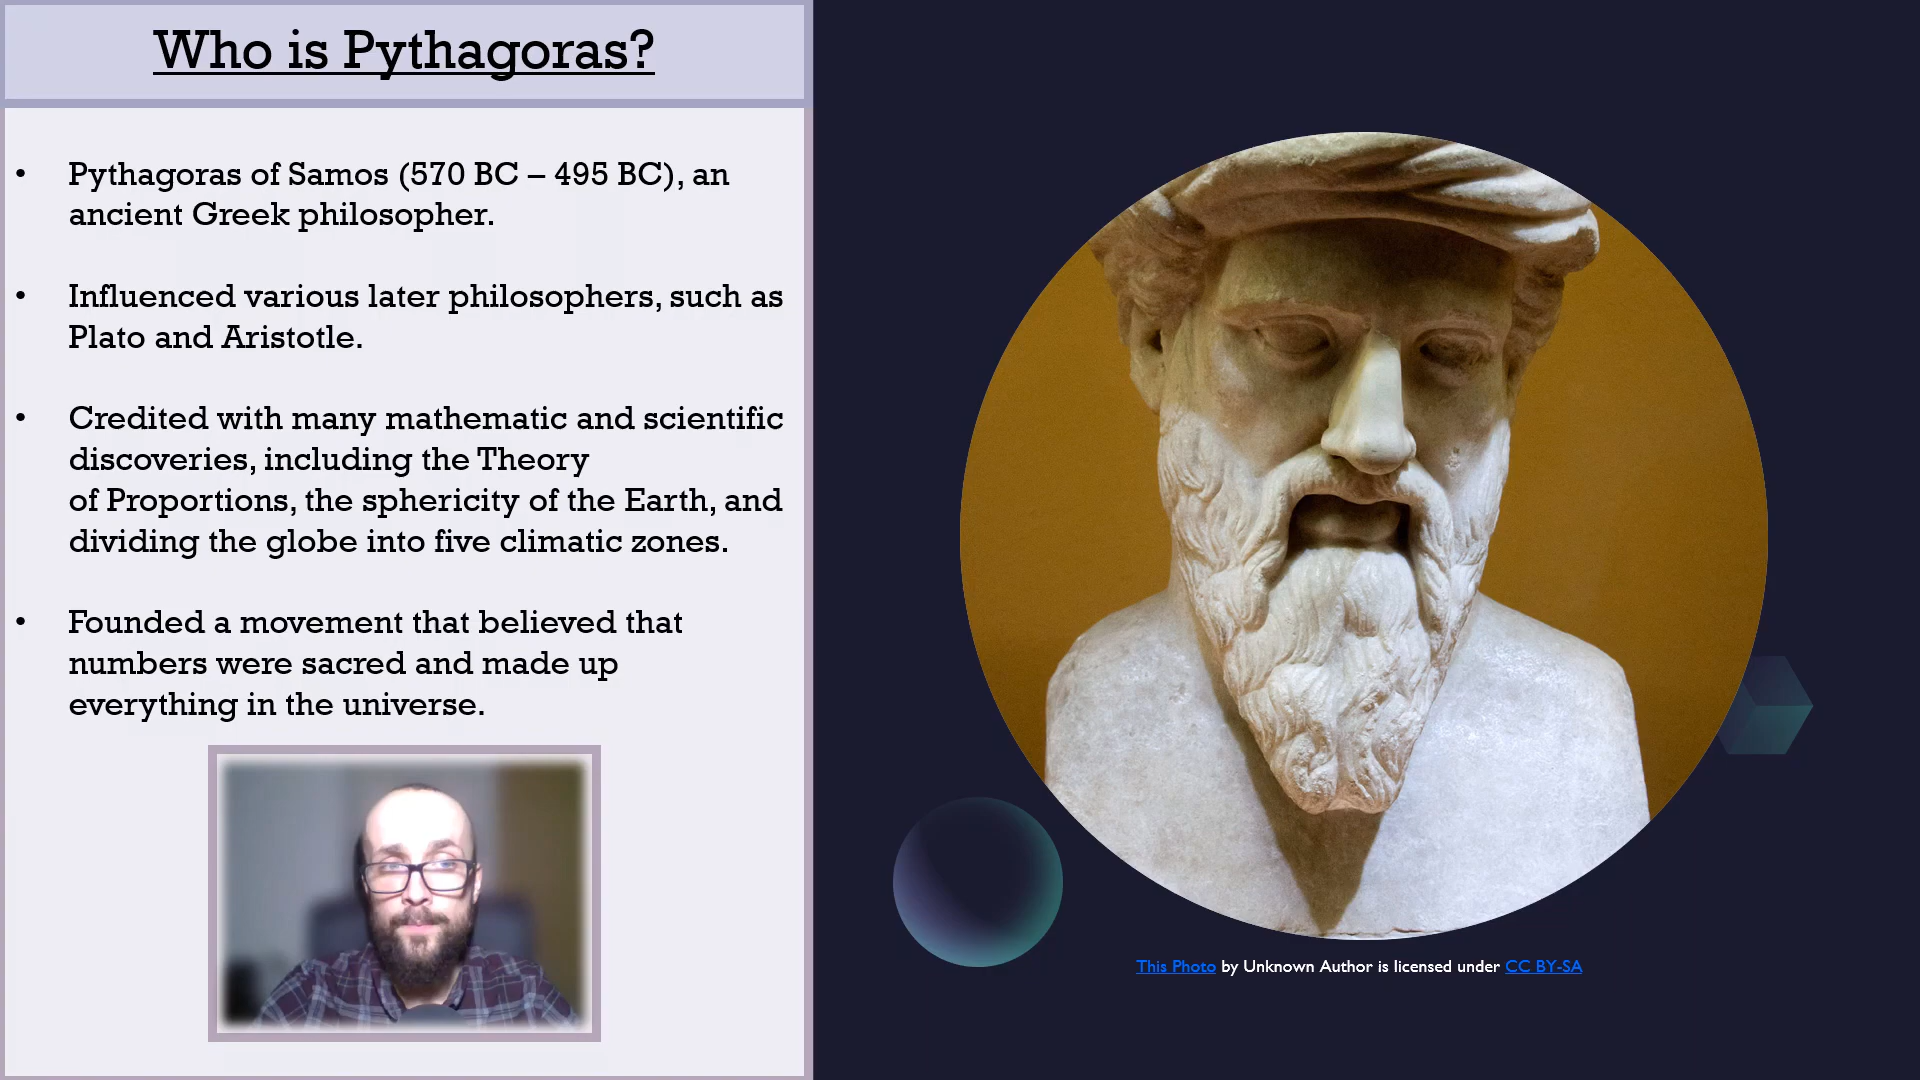 Who is Pythagoras?
• Pythagoras of Samos (570 BC – 495 BC), an
ancient Greek philosopher.
• Influenced various later philosophers, such as
Plato and Aristotle.
• Credited with many mathematic and scientific
discoveries, including the Theory
of Proportions, the sphericity of the Earth, and
dividing the globe into five climatic zones.
• Founded a movement that believed that
numbers were sacred and made up
everything in the universe.
This Photo by Unknown Author is licensed under CC BY-SA